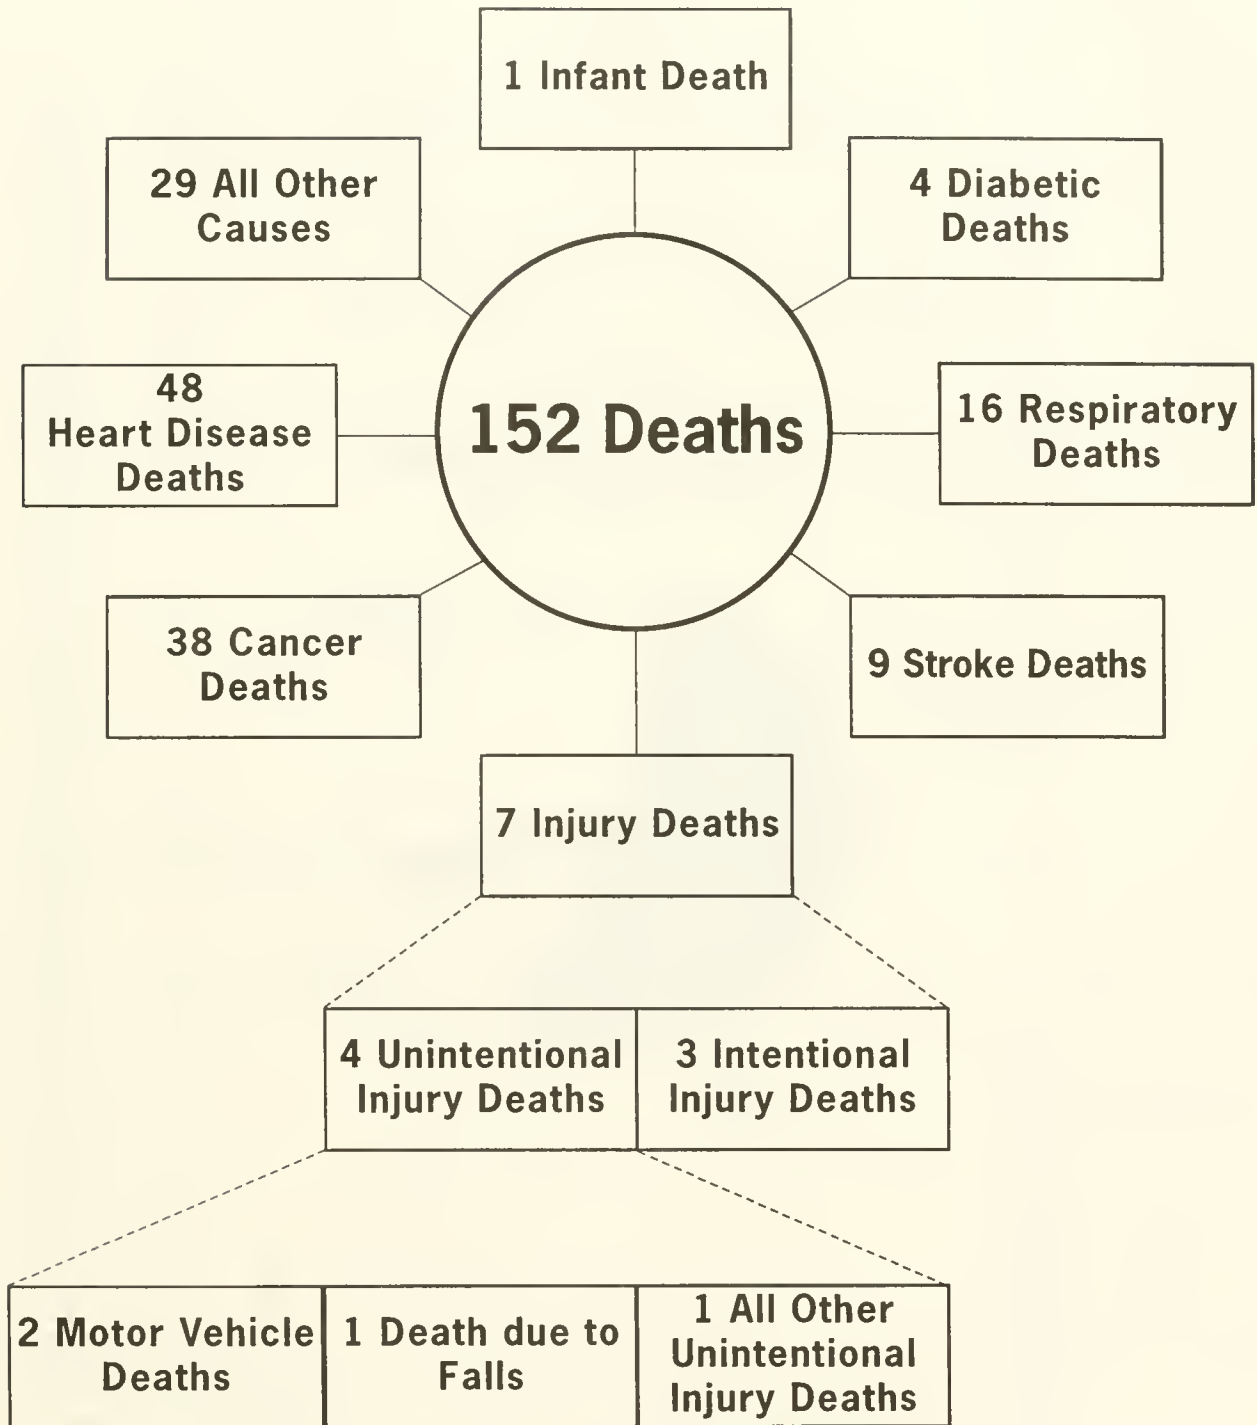 1 Infant Death
29 All Other
Causes
4 Diabetic
Deaths
48
Heart Disease
Deaths
152 Deaths
16 Respiratory
Deaths
38 Cancer
Deaths
9 Stroke Deaths
7 Injury Deaths
4 Unintentional
Injury Deaths
3 Intentional
Injury Deaths
2 Motor Vehicle
Deaths
1 Death due to
Falls
1 All Other
Unintentional
Injury Deaths